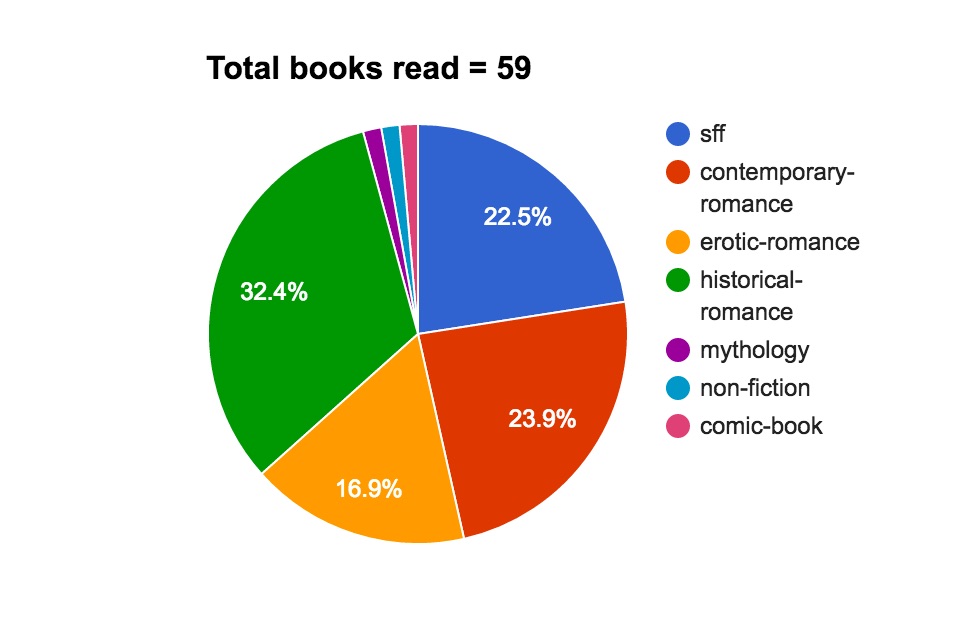 Total books read = 59
sff
contemporary-
romance
erotic-romance
historical-
romance
mythology
non-fiction
comic-book
22.5%
32.4%
23.9%
16.9%